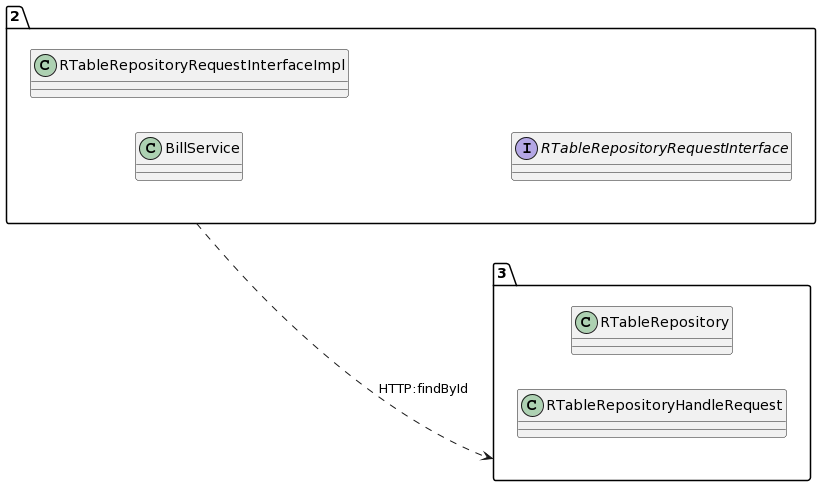 2
C RTableRepositoryRequestInterfaceImpl
C BillService
I RTableRepositoryRequestInterface
3
C RTableRepository
HTTP:findById
C RTableRepositoryHandleRequest